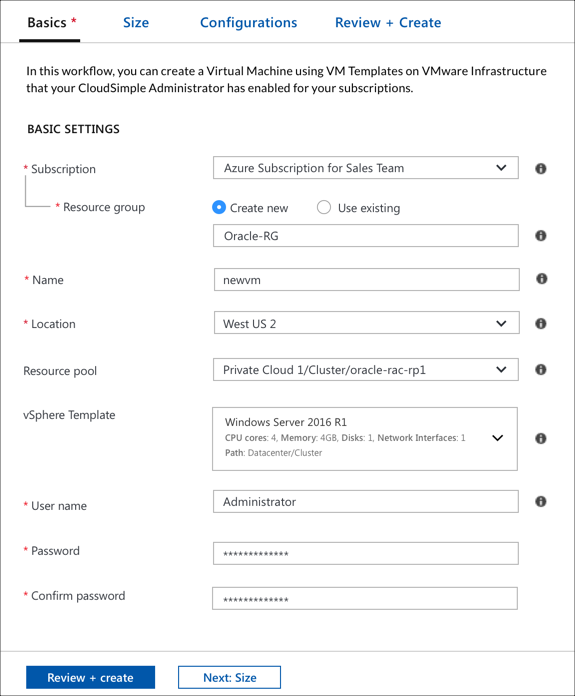 Basics * Size Configurations Review + Create
In this workflow, you can create a Virtual Machine using VM Templates on VMware Infrastructure
that your CloudSimple Administrator has enabled for your subscriptions.
BASIC SETTINGS
* Subscription Azure Subscription for Sales Team
* Resource group Create new Use existing
Oracle-RG
* Name newvm
* Location West US 2
Resource pool Private Cloud 1/Cluster/oracle-rac-rp1
vSphere Template
Windows Server 2016 R1
CPU cores: 4, Memory: 4GB, Disks: 1, Network Interfaces: 1
Path: Datacenter/Cluster
* User name Administrator
* Password *************
* Confirm password *************
Review + create Next: Size